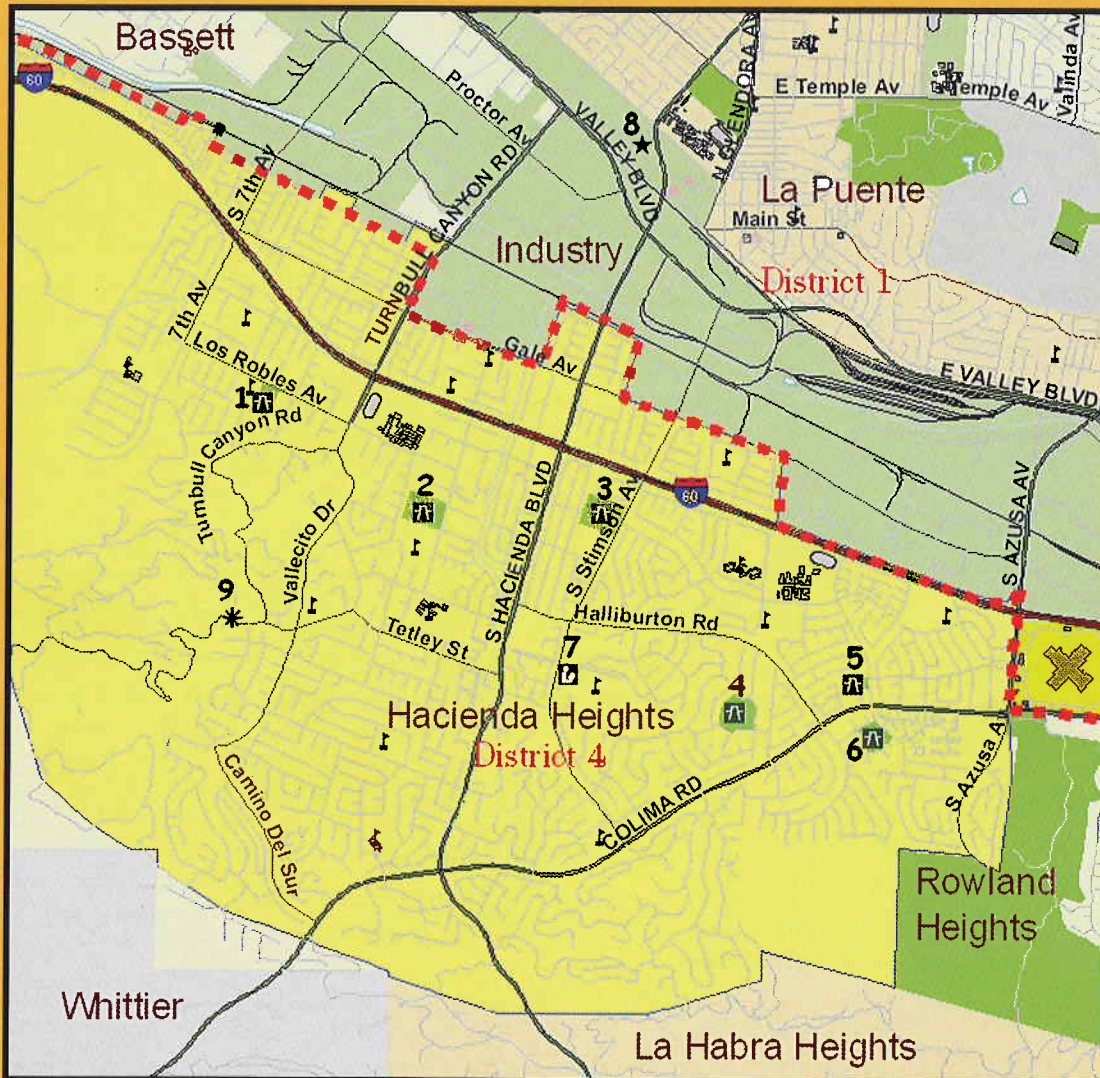 Bassett
60
Proctor Av
VALLEY BLVD
8
N GLENDORA AV
E Temple Av
Temple Av
Valinda Av
S 7th Av
TURNBULL CANYON RD
La Puente
Main St
Industry
District 1
7th Av
Los Robles Av
Gale Av
E VALLEY BLVD
1
Turnbull Canyon Rd
2
3
60
S AZUSA AV
Vallecito Dr
S HACIENDA BLVD
S Stimson Av
9
Tetley St
Halliburton Rd
7
5
4
Hacienda Heights
District 4
6
S Azusa A
Camino Del Sur
COLIMA RD
Rowland
Heights
Whittier
La Habra Heights